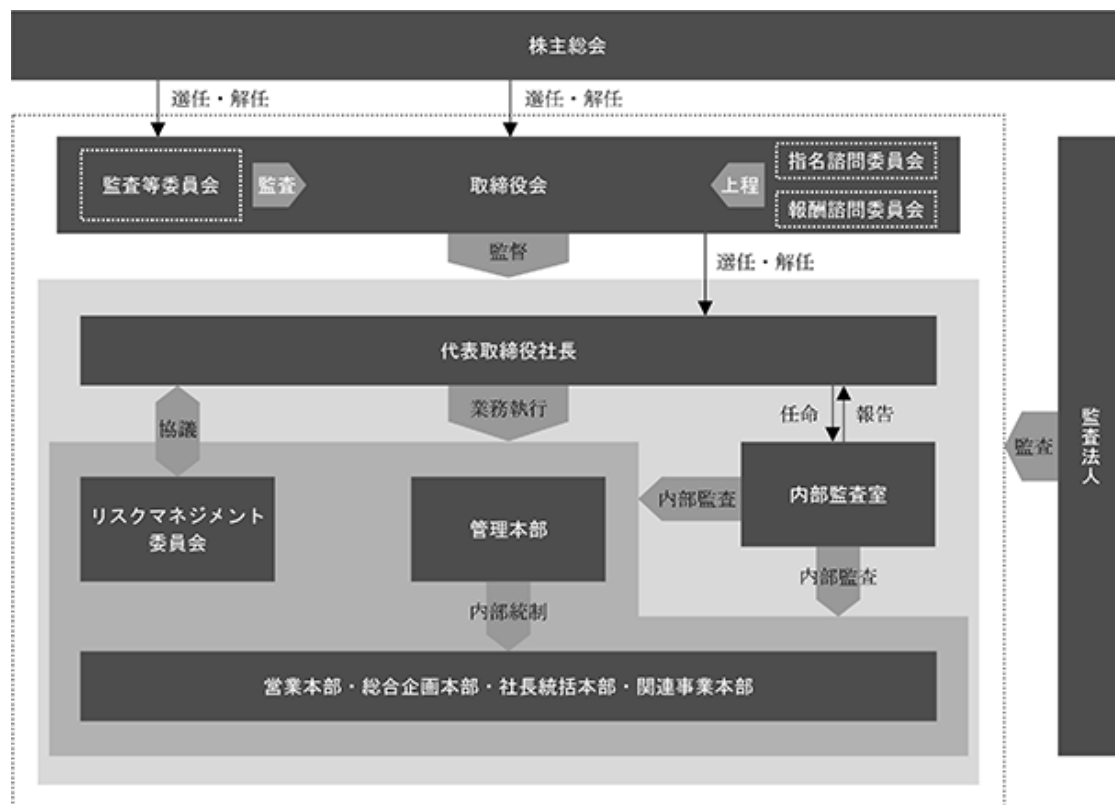 株主総会
選任・解任
選任・解任
監査等委員会
監査
取締役会
上程
指名諮問委員会
報酬諮問委員会
監督
選任・解任
代表取締役社長
協議
業務執行
任命
報告
監査
監査法人
リスクマネジメント
委員会
管理本部
内部監査
内部監査室
内部監査
内部統制
営業本部・総合企画本部・社長統括本部・関連事業本部